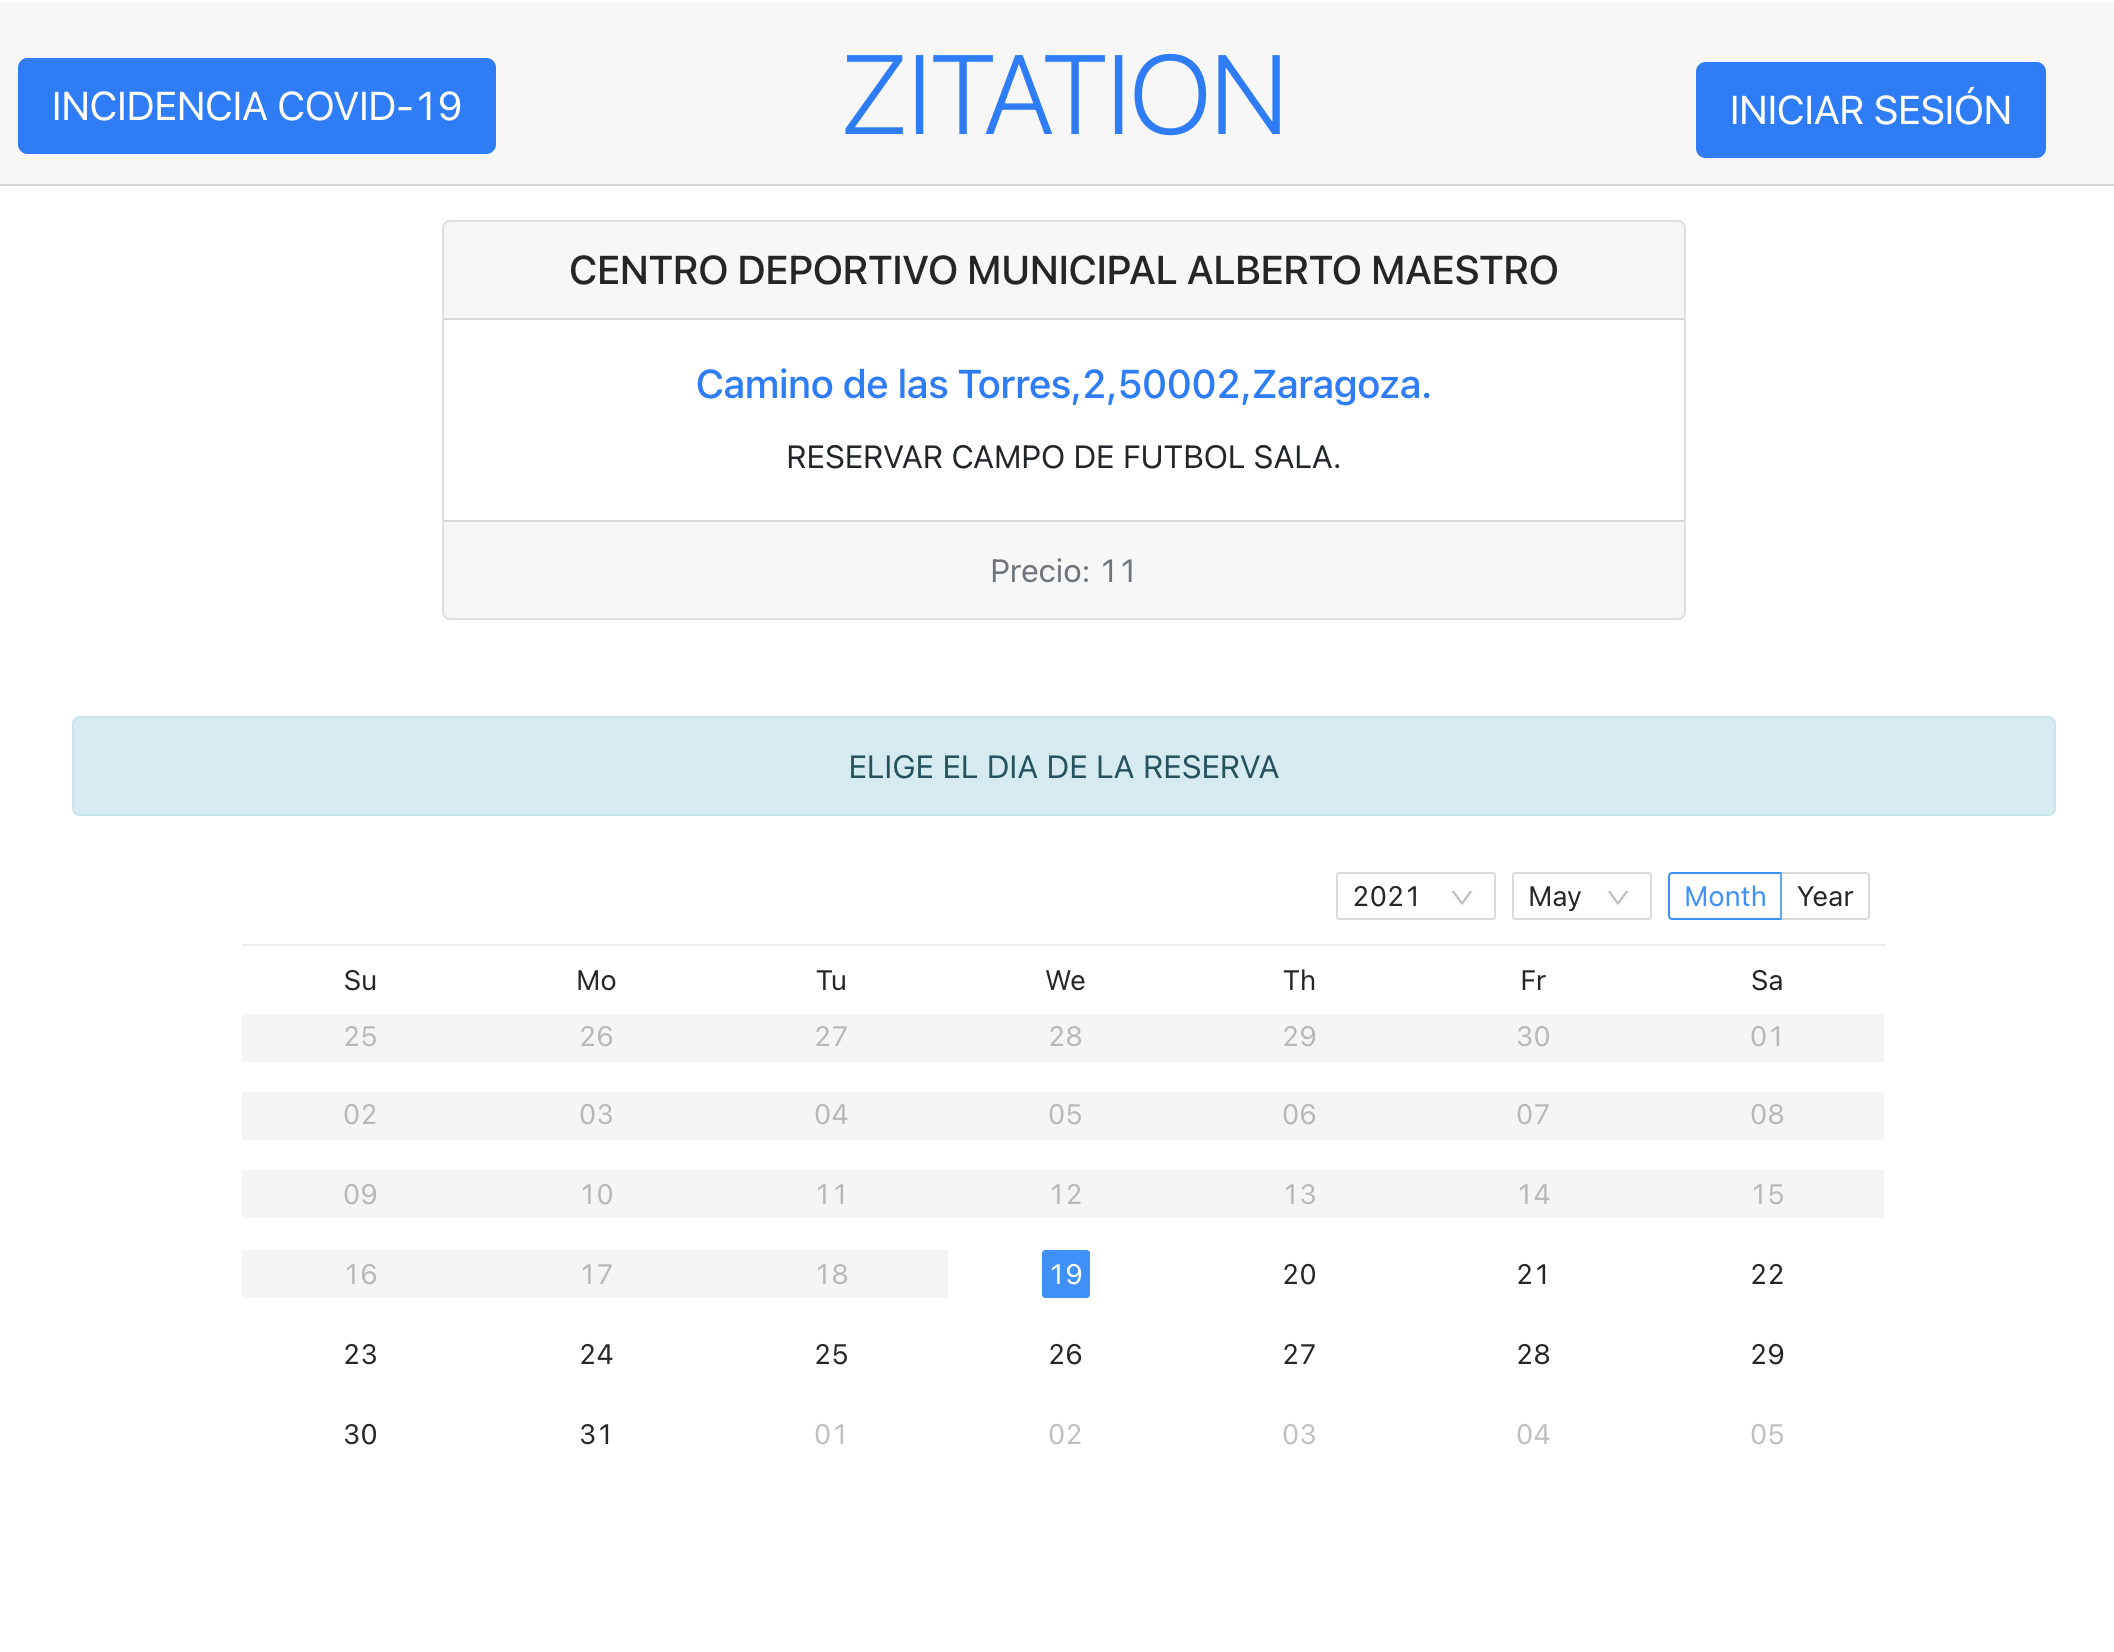 INCIDENCIA COVID-19
ZITATION
INICIAR SESIÓN
CENTRO DEPORTIVO MUNICIPAL ALBERTO MAESTRO
Camino de las Torres,2,50002,Zaragoza.
RESERVAR CAMPO DE FUTBOL SALA.
Precio: 11
ELIGE EL DIA DE LA RESERVA
2021 May Month Year
Su Mo Tu We Th Fr Sa
25 26 27 28 29 30 01
02 03 04 05 06 07 08
09 10 11 12 13 14 15
16 17 18 19 20 21 22
23 24 25 26 27 28 29
30 31 01 02 03 04 05